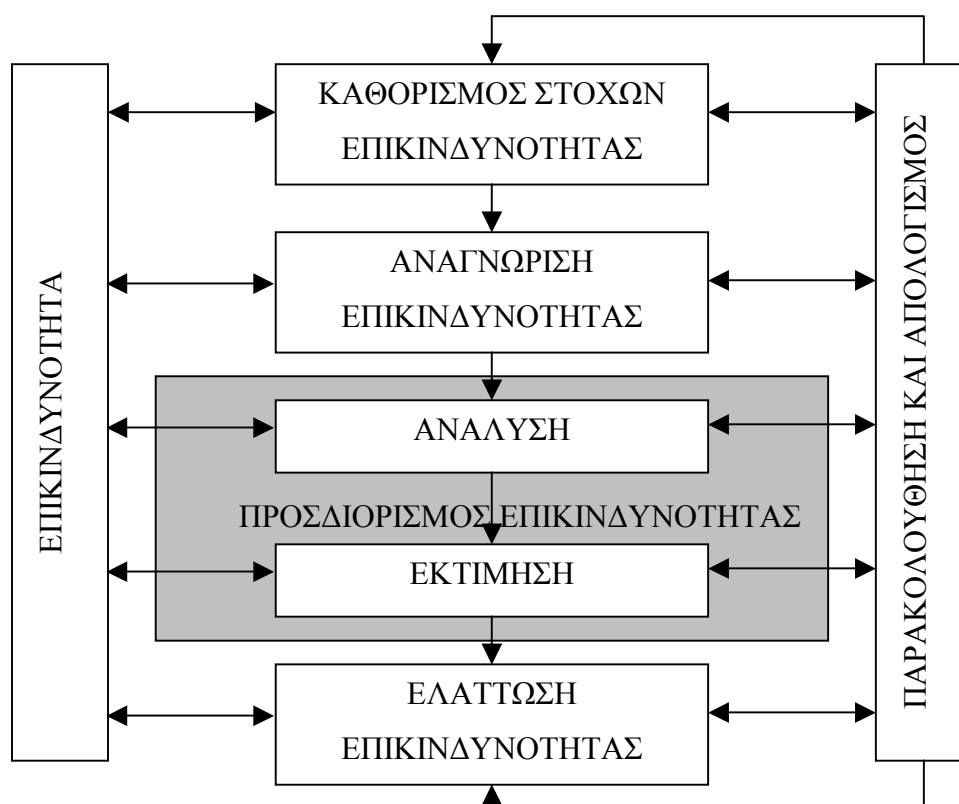 ΕΠΙΚΙΝΔΥΝΟΤΗΤΑ
ΚΑΘΟΡΙΣΜΟΣ ΣΤΟΧΩΝ
ΕΠΙΚΙΝΔΥΝΟΤΗΤΑΣ
ΑΝΑΓΝΩΡΙΣΗ
ΕΠΙΚΙΝΔΥΝΟΤΗΤΑΣ
ΑΝΑΛΥΣΗ
ΠΡΟΣΔΙΟΡΙΣΜΟΣ ΕΠΙΚΙΝΔΥΝΟΤΗΤΑΣ
ΕΚΤΙΜΗΣΗ
ΕΛΑΤΤΩΣΗ
ΕΠΙΚΙΝΔΥΝΟΤΗΤΑΣ
ΠΑΡΑΚΟΛΟΥΘΗΣΗ ΚΑΙ ΑΠΟΛΟΓΙΣΜΟΣ